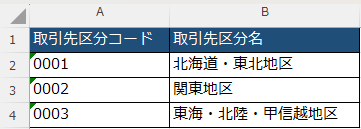 A B
1 取引先区分コード 取引先区分名
2 0001 北海道・東北地区
3 0002 関東地区
4 0003 東海・北陸・甲信越地区